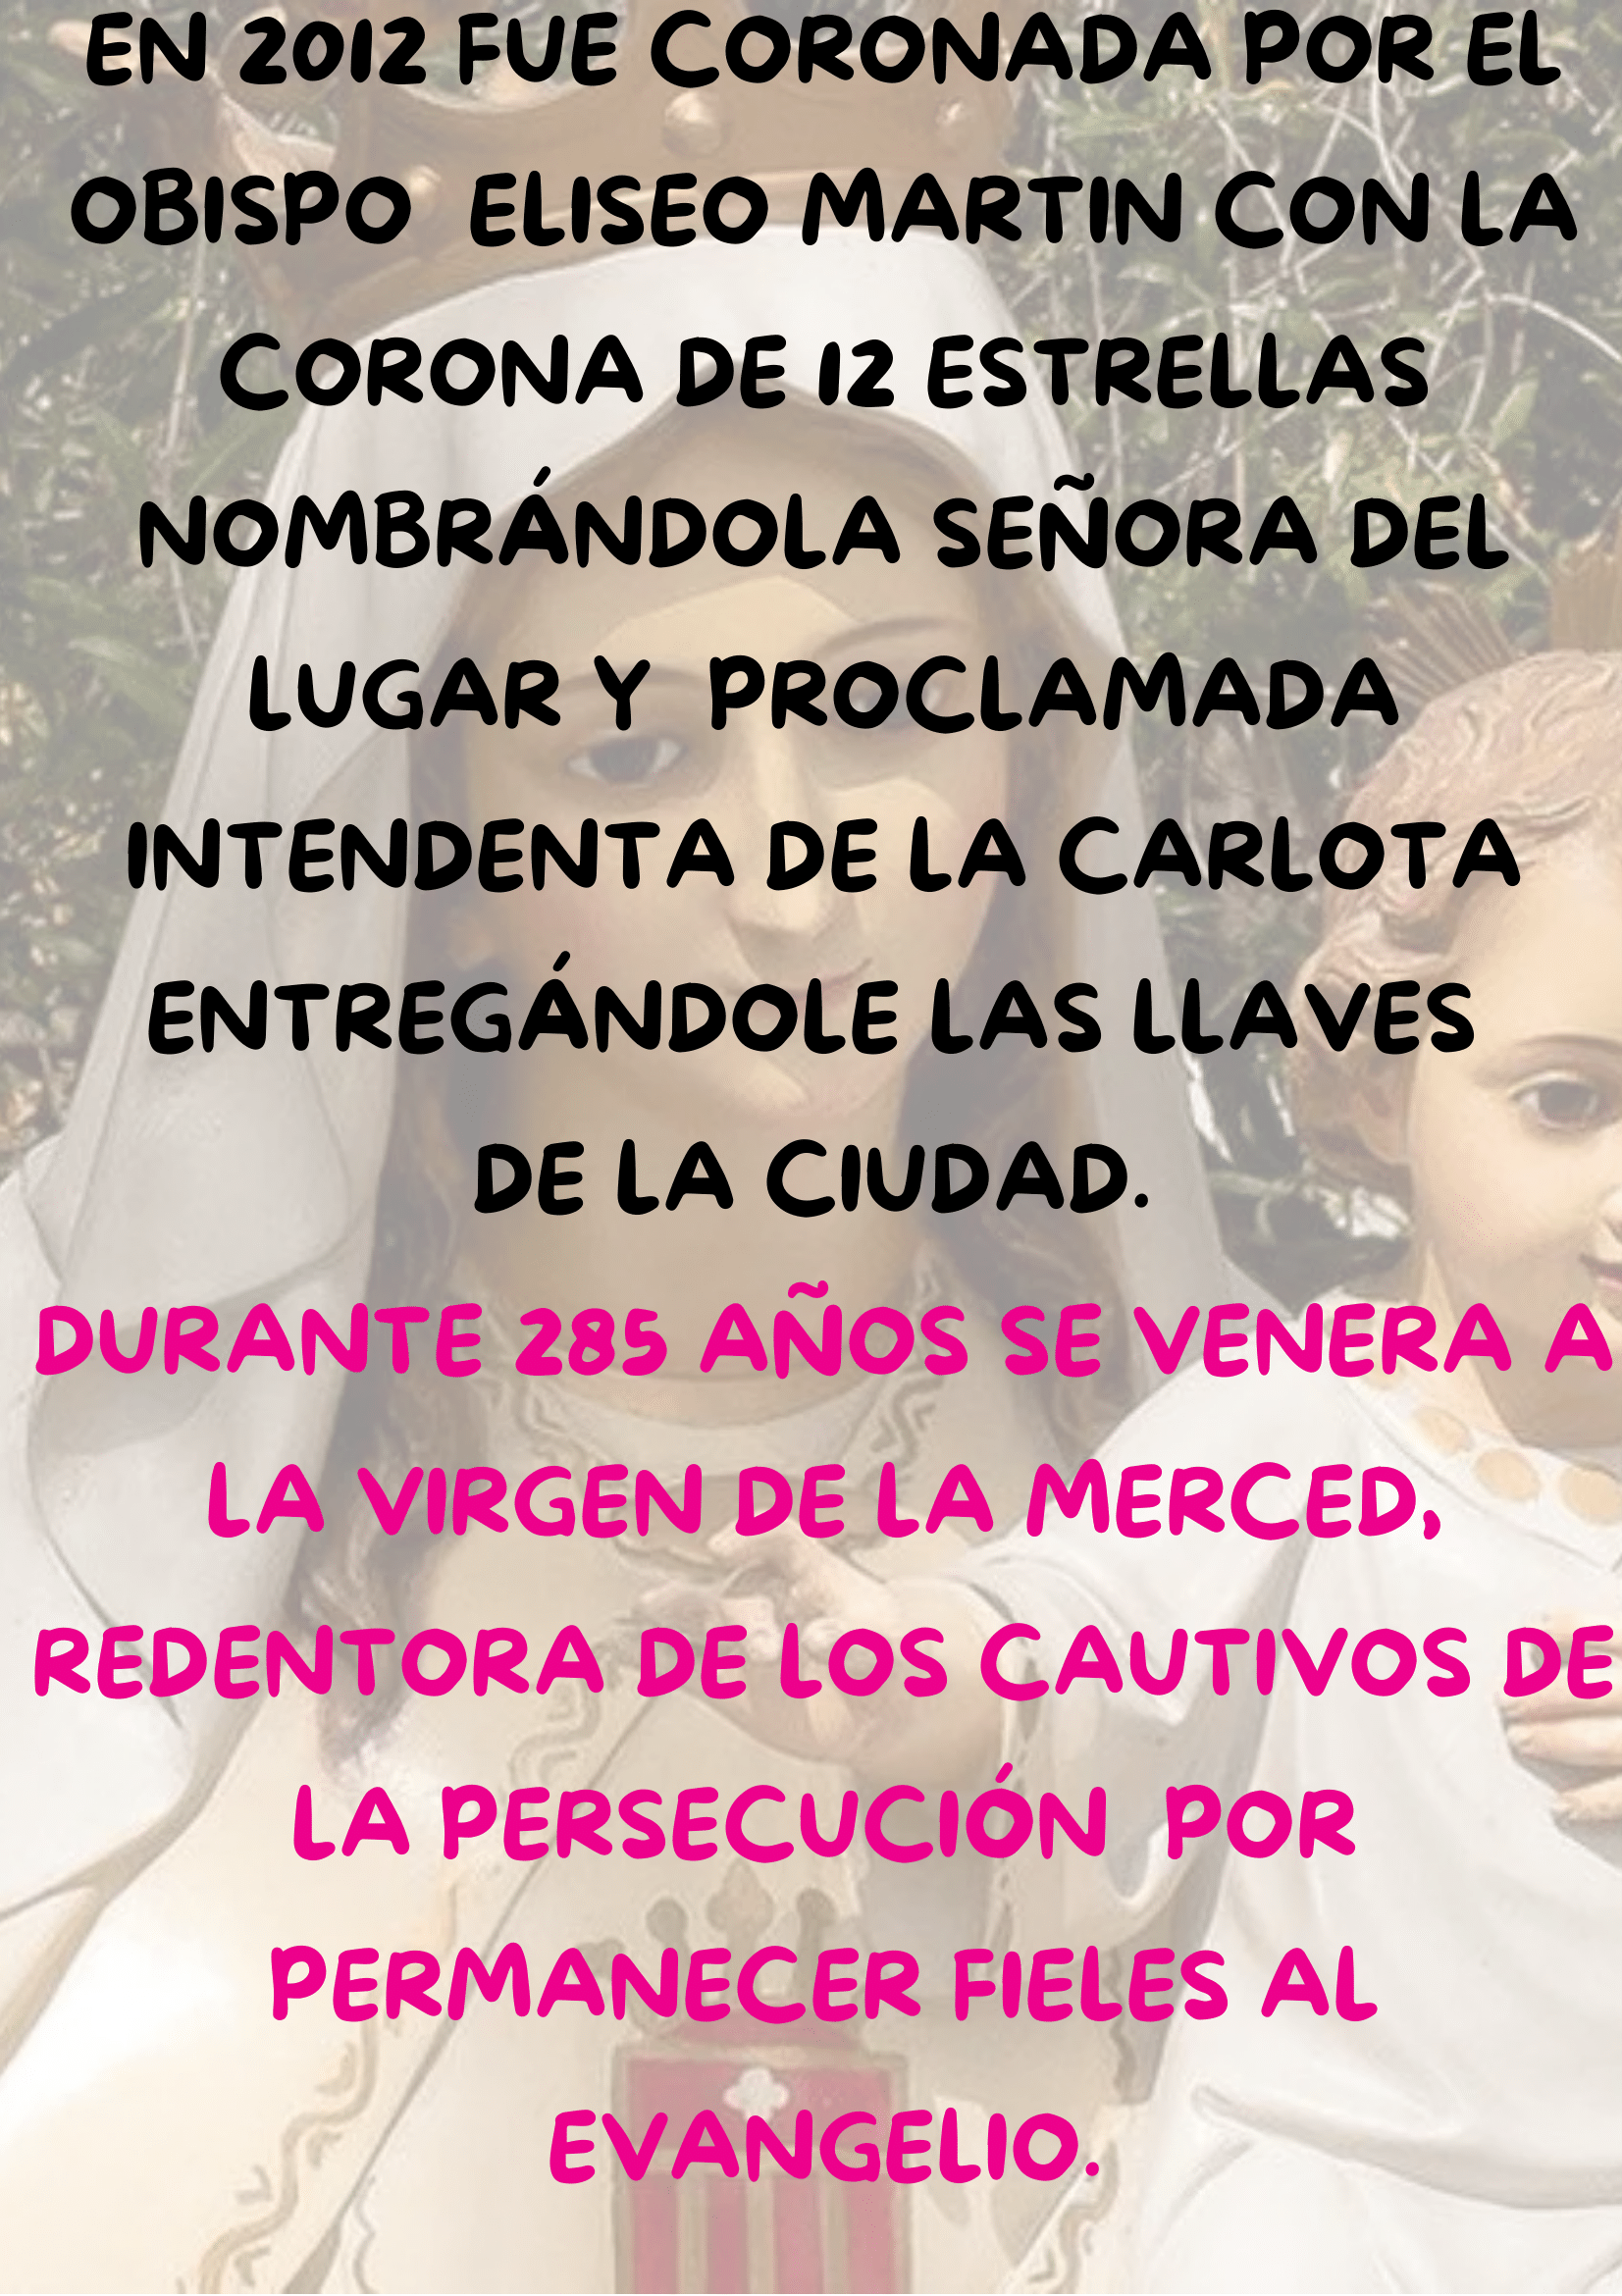 EN 2012 FUE CORONADA POR EL
OBISPO ELISEO MARTIN CON LA
CORONA DE 12 ESTRELLAS
NOMBRÁNDOLA SEÑORA DEL
LUGAR Y PROCLAMADA
INTENDENTA DE LA CARLOTA
ENTREGÁNDOLE LAS LLAVES
DE LA CIUDAD.
DURANTE 285 AÑOS SE VENERA A
LA VIRGEN DE LA MERCED,
REDENTORA DE LOS CAUTIVOS DE
LA PERSECUCIÓN POR
PERMANECER FIELES AL
EVANGELIO.